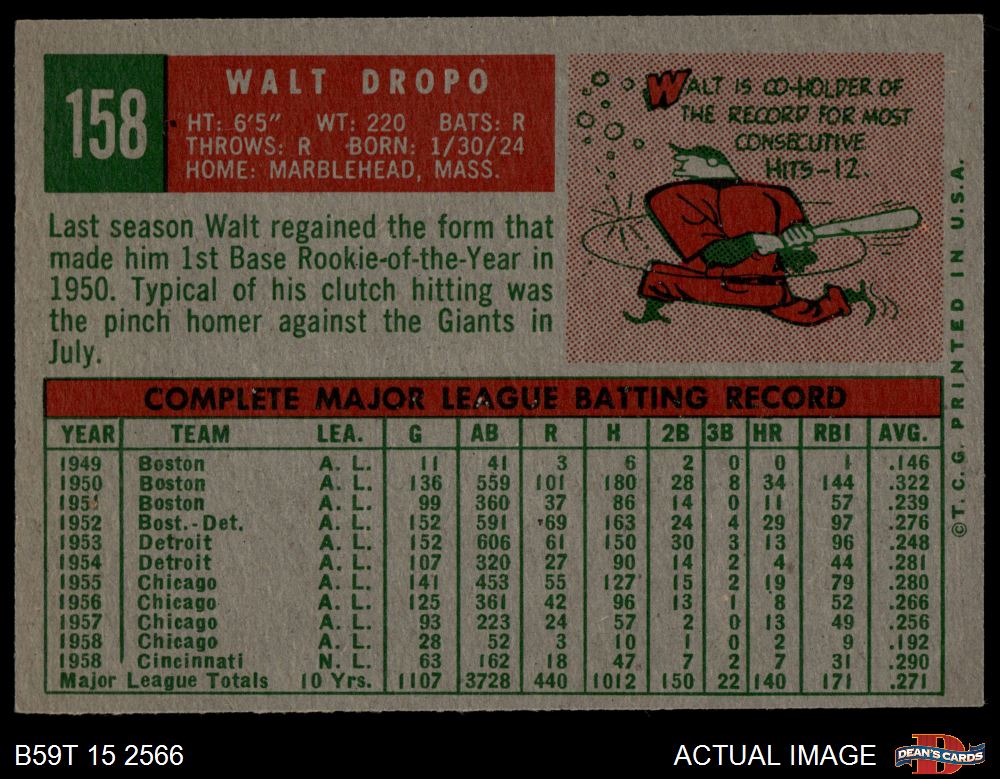 158
WALT DROPO
HT: 6'5" WT: 220 BATS: R
THROWS: R BORN: 1/30/24
HOME: MARBLEHEAD, MASS.
WALT IS CO-HOLDER OF
THE RECORD FOR MOST
CONSECUTIVE
HITS-12.
Last season Walt regained the form that
made him 1st Base Rookie-of-the-Year in
1950. Typical of his clutch hitting was
the pinch homer against the Giants in
July.
COMPLETE MAJOR LEAGUE BATTING RECORD
YEAR TEAM LEA. G AB R H 2B 3B HR RBI AVG.
1949 Boston A. L. 11 41 3 6 2 0 0 1 .146
1950 Boston A. L. 136 559 101 180 28 8 34 144 .322
1951 Boston A. L. 99 360 37 86 14 0 11 57 .239
1952 Bost.-Det. A. L. 152 591 69 163 24 4 29 97 .276
1953 Detroit A. L. 152 606 61 150 30 3 13 96 .248
1954 Detroit A. L. 107 320 27 90 14 2 4 44 .281
1955 Chicago A. L. 141 453 55 127 15 2 19 79 .280
1956 Chicago A. L. 125 361 42 96 13 1 8 52 .266
1957 Chicago A. L. 93 223 24 57 2 0 13 49 .256
1958 Chicago A. L. 28 52 3 10 1 0 2 9 .192
1958 Cincinnati N. L. 63 162 18 47 7 2 7 31 .290
Major League Totals 10 Yrs. 1107 3728 440 1012 150 22 140 171 .271
©T. C. G. PRINTED IN U.S.A.
B59T 15 2566
ACTUAL IMAGE
D
DEAN'S CARDS